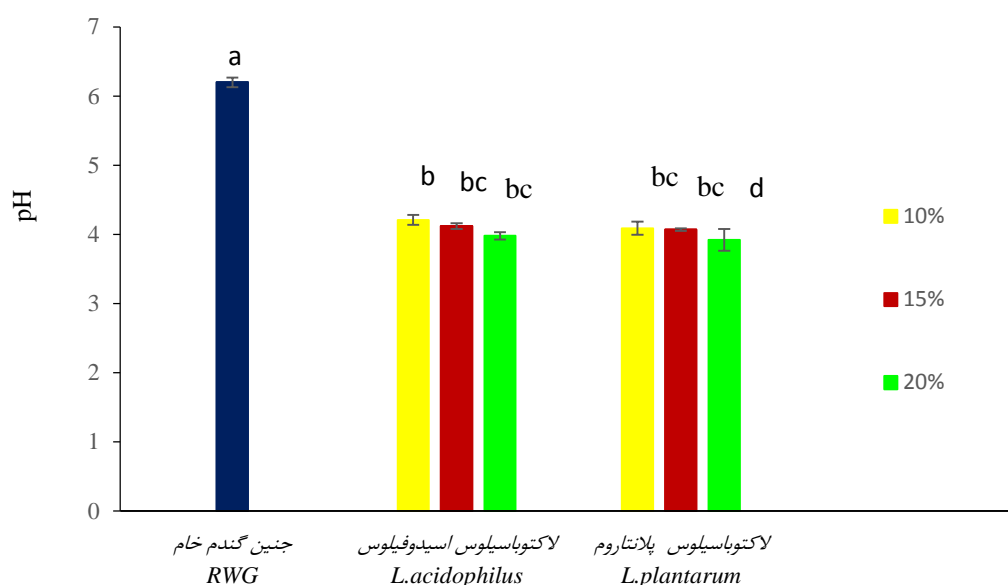 pH
7
6
5
4
3
2
1
0
a
b
bc
bc
bc
bc
d
جنین گندم خام
RWG
لاکتوباسیلوس اسیدوفیلوس
L.acidophilus
لاکتوباسیلوس پلانتاروم
L.plantarum
10%
15%
20%